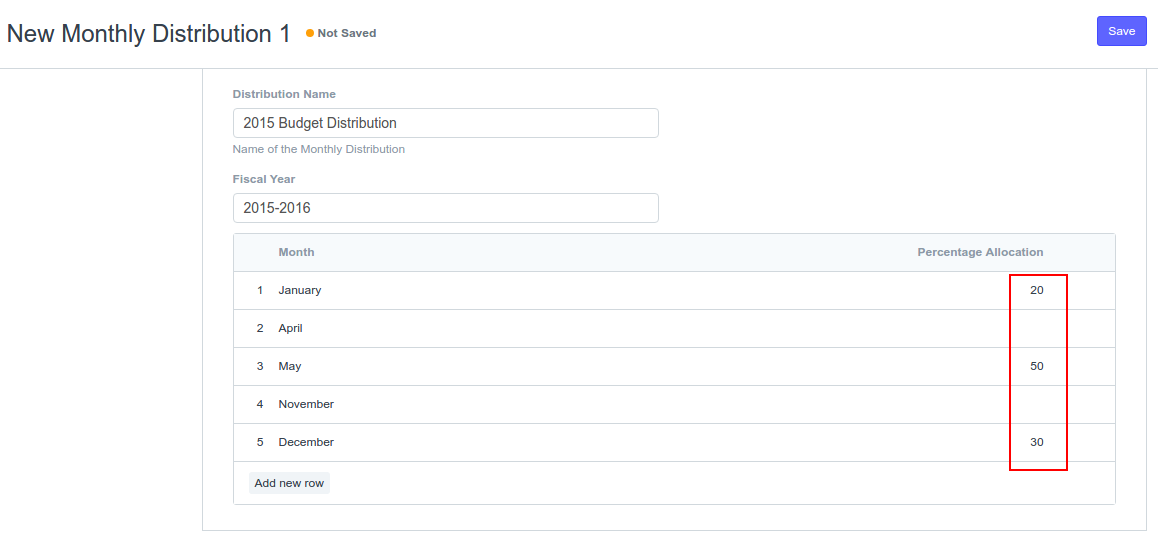 New Monthly Distribution 1 Not Saved Save
Distribution Name
2015 Budget Distribution
Name of the Monthly Distribution
Fiscal Year
2015-2016
Month Percentage Allocation
1 January 20
2 April
3 May 50
4 November
5 December 30
Add new row